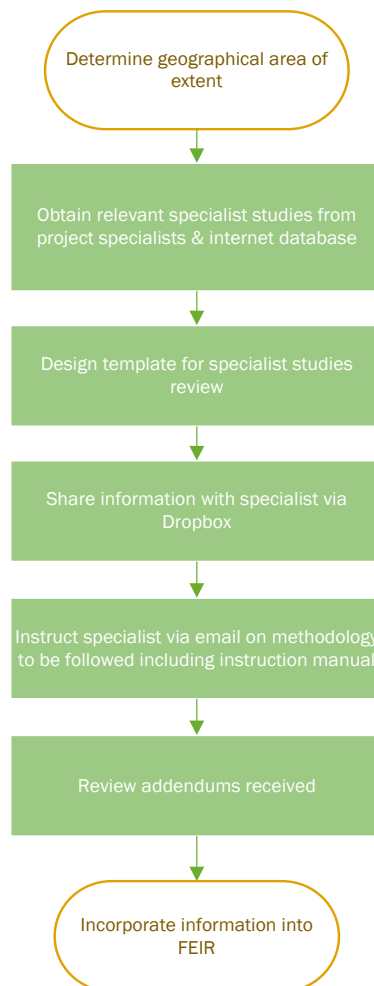 Determine geographical area of
extent
Obtain relevant specialist studies from
project specialists & internet database
Design template for specialist studies
review
Share information with specialist via
Dropbox
Instruct specialist via email on methodology
to be followed including instruction manual
Review addendums received
Incorporate information into
FEIR